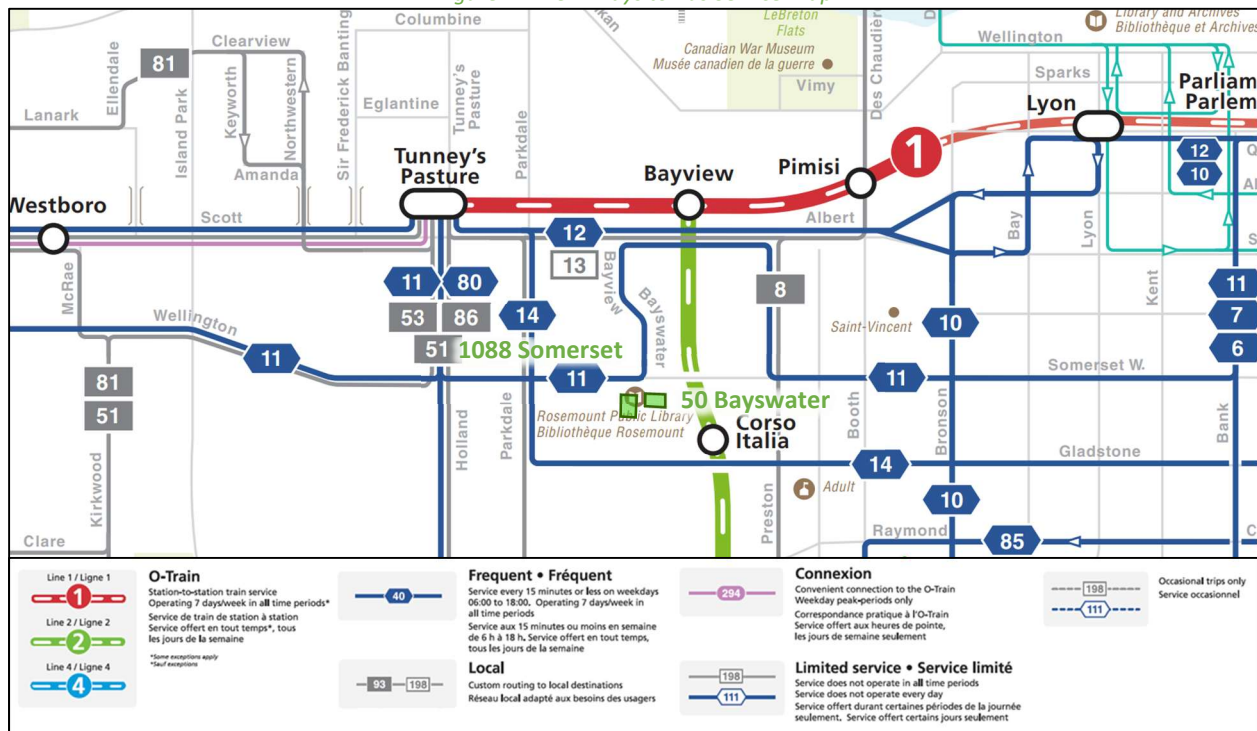 Columbine
LeBreton
Flats
Library and Archives
Bibliothèque et Archives
Clearview
Canadian War Museum
Musée canadien de la guerre
Wellington
81
Ellendale
Island Park
Keyworth
Northwestern
Sir Frederick Banting
Eglantine
Tunney's
Pasture
Parkdale
Vimy
Des Chaudière
Sparks
Lanark
Amanda
Lyon
Parliam
Parlem
Tunney's
Pasture
Bayview
Pimisi
1
12
10
Westboro
Scott
Albert
12
13
Bayview
Bay
Lyon
Kent
McRae
11
80
53
86
51
14
8
Bayswater
Saint-Vincent
10
11
7
6
Wellington
11
1088 Somerset
11
11
Somerset W.
81
51
50 Bayswater
Rosemount Public Library
Bibliothèque Rosemount
Corso
Italia
Kirkwood
Holland
Parkdale
Preston
Booth
Bronson
Bank
14
Gladstone
Adult
10
Clare
Raymond
85
Line 1 / Ligne 1
1
Line 2 / Ligne 2
2
Line 4 / Ligne 4
4
O-Train
Station-to-station train service
Operating 7 days/week in all time periods*
Service de train de station à station
Service offert en tout temps*, tous
les jours de la semaine
*Some exceptions apply
*Sauf exceptions
40
Frequent • Fréquent
Service every 15 minutes or less on weekdays
06:00 to 18:00. Operating 7 days/week in
all time periods
Service aux 15 minutes ou moins en semaine
de 6 h à 18 h. Service offert en tout temps,
tous les jours de la semaine
93 198
Local
Custom routing to local destinations
Réseau local adapté aux besoins des usagers
294
Connexion
Convenient connection to the O-Train
Weekday peak-periods only
Correspondance pratique à l'O-Train
Service offert aux heures de pointe,
les jours de semaine seulement
198
111
Limited service • Service limité
Service does not operate in all time periods
Service does not operate every day
Service offert durant certaines périodes de la journée
seulement. Service offert certains jours seulement
198
111
Occasional trips only
Service occasionnel